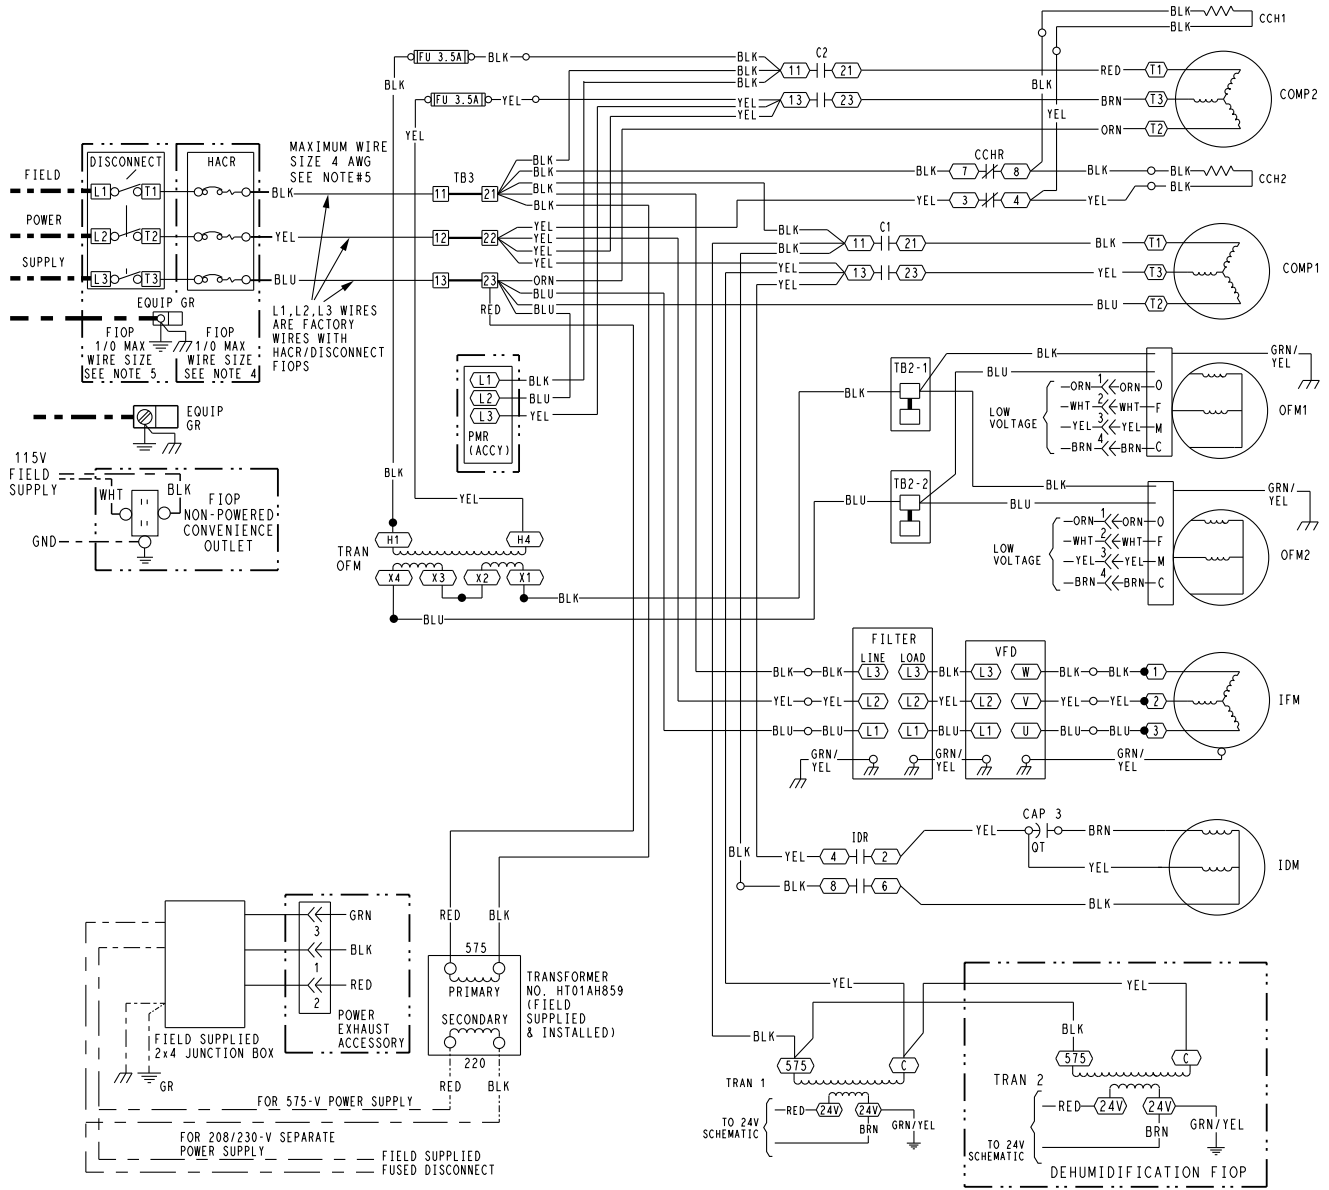 BLK
BLK
CCH1
FU 3.5A
BLK
BLK
BLK
BLK
C2
11
21
RED
T1
BLK
FU 3.5A
YEL
YEL
YEL
13
23
BRN
T3
COMP2
BLK
YEL
YEL
ORN
T2
DISCONNECT
HACR
MAXIMUM WIRE
SIZE 4 AWG
SEE NOTE#5
FIELD
L1
T1
BLK
TB3
11
21
BLK
BLK
BLK
BLK
BLK
CCHR
7
8
BLK
BLK
BLK
CCH2
YEL
3
4
YEL
POWER
L2
T2
YEL
12
22
YEL
YEL
YEL
YEL
BLK
BLK
C1
11
21
BLK
T1
YEL
YEL
13
23
YEL
T3
COMP1
SUPPLY
L3
T3
BLU
13
23
ORN
BLU
BLU
RED
BLU
T2
EQUIP GR
FIOP
1/0 MAX
WIRE SIZE
SEE NOTE 5
FIOP
1/0 MAX
WIRE SIZE
SEE NOTE 4
L1,L2,L3 WIRES
ARE FACTORY
WIRES WITH
HACR/DISCONNECT
FIOPS
L1
BLK
L2
BLU
L3
YEL
PMR
(ACCY)
EQUIP
GR
BLK
TB2-1
BLK
BLU
GRN/
YEL
LOW
VOLTAGE
ORN
1
ORN
O
WHT
2
WHT
F
YEL
3
YEL
M
BRN
4
BRN
C
OFM1
115V
FIELD
SUPPLY
WHT
BLK
FIOP
NON-POWERED
CONVENIENCE
OUTLET
GND
BLK
YEL
BLU
TB2-2
BLK
BLU
GRN/
YEL
LOW
VOLTAGE
ORN
1
ORN
O
WHT
2
WHT
F
YEL
3
YEL
M
BRN
4
BRN
C
OFM2
TRAN
OFM
H1
H4
X4
X3
X2
X1
BLK
BLU
FILTER
LINE
LOAD
VFD
BLK
BLK
L3
L3
BLK
L3
W
BLK
BLK
1
YEL
YEL
L2
L2
YEL
L2
V
YEL
YEL
2
IFM
BLU
BLU
L1
L1
BLU
L1
U
BLU
BLU
3
GRN/
YEL
GRN/
YEL
GRN/
YEL
BLK
YEL
IDR
4
2
YEL
CAP 3
QT
BRN
YEL
IDM
BLK
8
6
BLK
GRN
3
BLK
1
RED
2
POWER
EXHAUST
ACCESSORY
FIELD SUPPLIED
2x4 JUNCTION BOX
GR
RED
BLK
575
PRIMARY
SECONDARY
220
TRANSFORMER
NO. HT01AH859
(FIELD
SUPPLIED
& INSTALLED)
RED
BLK
FOR 575-V POWER SUPPLY
FOR 208/230-V SEPARATE
POWER SUPPLY
FIELD SUPPLIED
FUSED DISCONNECT
YEL
BLK
575
C
TRAN 1
TO 24V
SCHEMATIC
RED
24V
24V
BRN
GRN/YEL
YEL
BLK
575
C
TRAN 2
TO 24V
SCHEMATIC
RED
24V
24V
BRN
GRN/YEL
DEHUMIDIFICATION FIOP